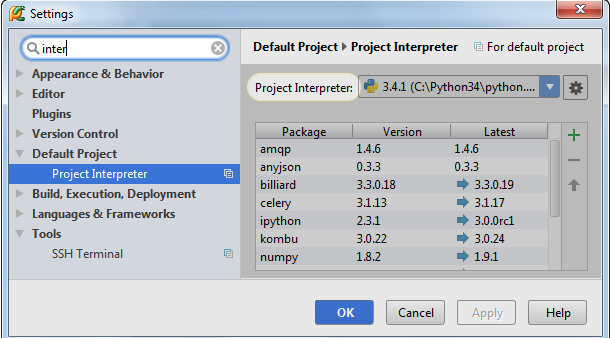 Settings
inter
Appearance & Behavior
Editor
Plugins
Version Control
Default Project
Project Interpreter
Build, Execution, Deployment
Languages & Frameworks
Tools
SSH Terminal
Default Project Project Interpreter For default project
Project Interpreter: 3.4.1 (C:\Python34\python....
Package Version Latest
amqp 1.4.6 1.4.6
anyjson 0.3.3 0.3.3
billiard 3.3.0.18 3.3.0.19
celery 3.1.13 3.1.17
ipython 2.3.1 3.0.0rc1
kombu 3.0.22 3.0.24
numpy 1.8.2 1.9.1
OK Cancel Apply Help